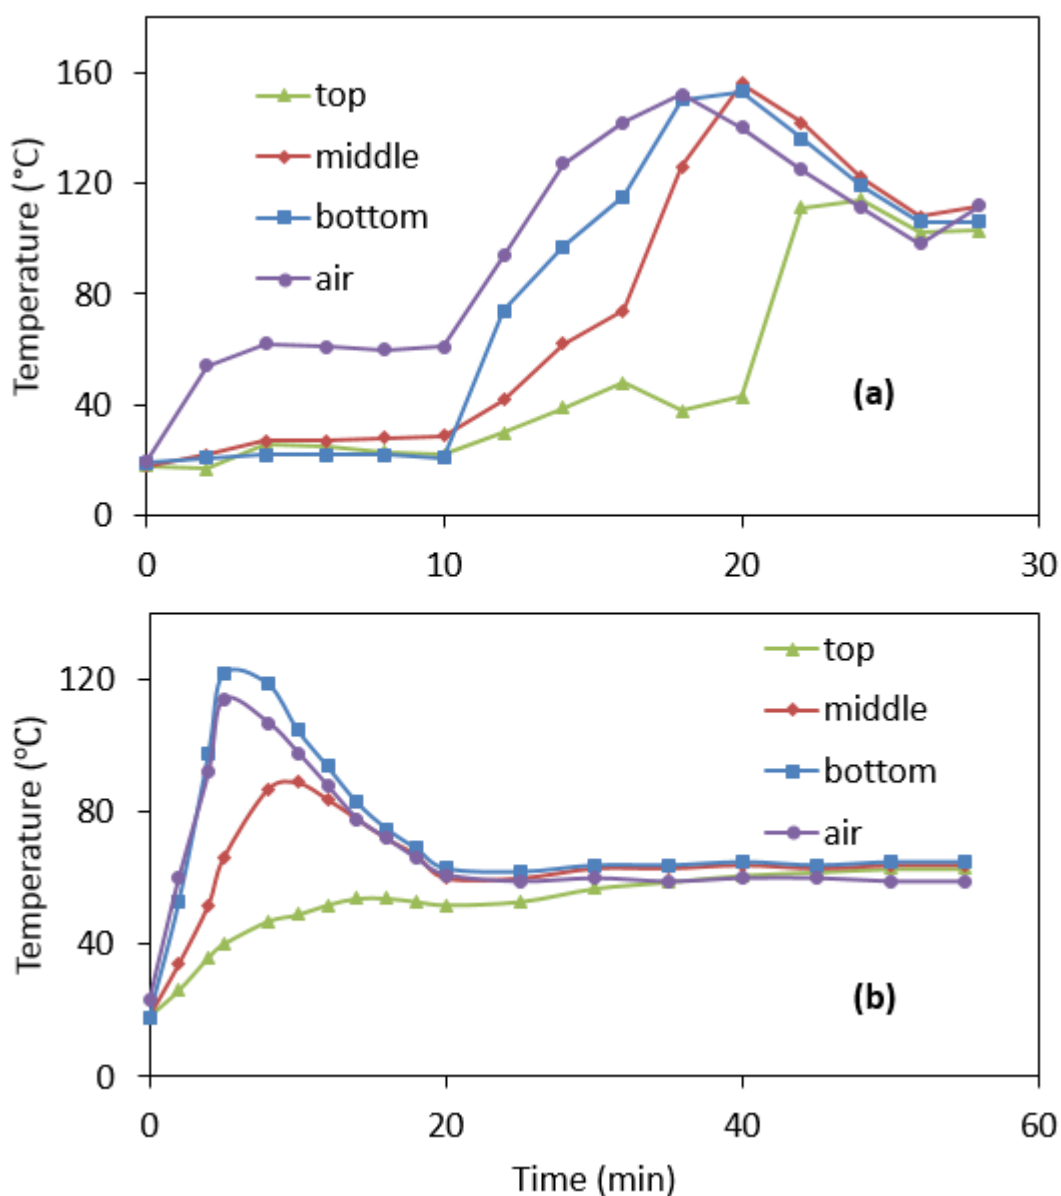 160
120
80
40
0
Temperature (°C)
top
middle
bottom
air
(a)
0 10 20 30
120
80
40
0
Temperature (°C)
top
middle
bottom
air
(b)
0 20 40 60
Time (min)